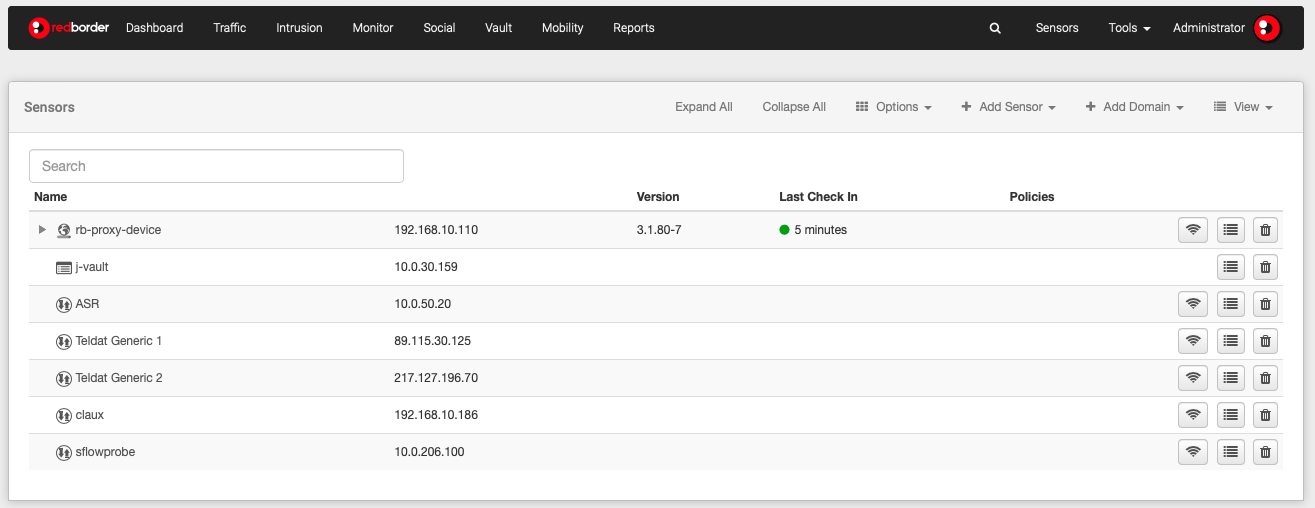 redborder Dashboard Traffic Intrusion Monitor Social Vault Mobility Reports Sensors Tools Administrator
Sensors Expand All Collapse All Options + Add Sensor + Add Domain View
Search
Name Version Last Check In Policies
rb-proxy-device 192.168.10.110 3.1.80-7 5 minutes
j-vault 10.0.30.159
ASR 10.0.50.20
Teldat Generic 1 89.115.30.125
Teldat Generic 2 217.127.196.70
claux 192.168.10.186
sflowprobe 10.0.206.100